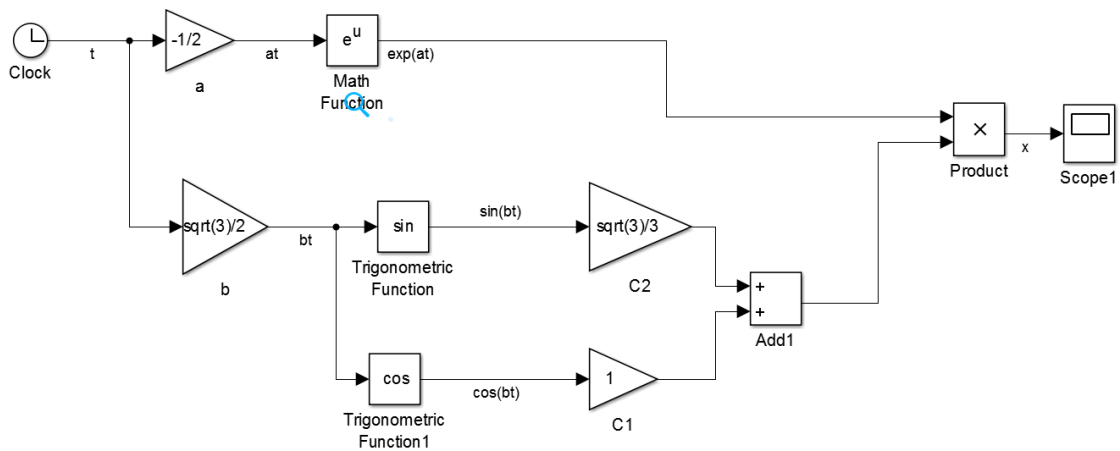 -1/2
e^u
t
at
exp(at)
Clock
a
Math
Function
×
x
Product
Scope1
sqrt(3)/2
bt
sin
sin(bt)
sqrt(3)/3
Trigonometric
Function
b
C2
+
+
Add1
cos
cos(bt)
1
Trigonometric
Function1
C1